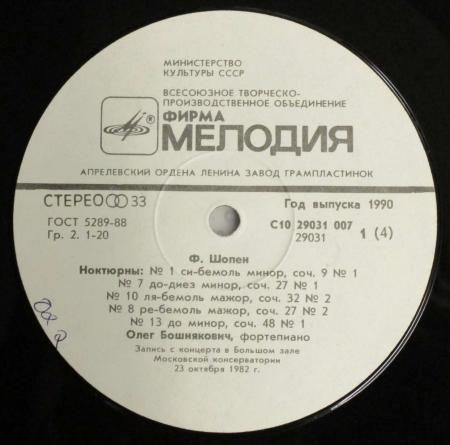 МИНИСТЕРСТВО
КУЛЬТУРЫ СССР
ВСЕСОЮЗНОЕ ТВОРЧЕСКО-
ПРОИЗВОДСТВЕННОЕ ОБЪЕДИНЕНИЕ
® ФИРМА
МЕЛОДИЯ
АПРЕЛЕВСКИЙ ОРДЕНА ЛЕНИНА ЗАВОД ГРАМПЛАСТИНОК
СТЕРЕО 33
Год выпуска 1990
ГОСТ 5289-88
С10 29031 007
Гр. 2. 1-20
29031
1 (4)
Ф. Шопен
Ноктюрны: № 1 си-бемоль минор, соч. 9 № 1
№ 7 до-диез минор, соч. 27 № 1
№ 10 ля-бемоль мажор, соч. 32 № 2
№ 8 ре-бемоль мажор, соч. 27 № 2
№ 13 до минор, соч. 48 № 1
Олег Бошнякович, фортепиано
Запись с концерта в Большом зале
Московской консерватории
23 октября 1982 г.